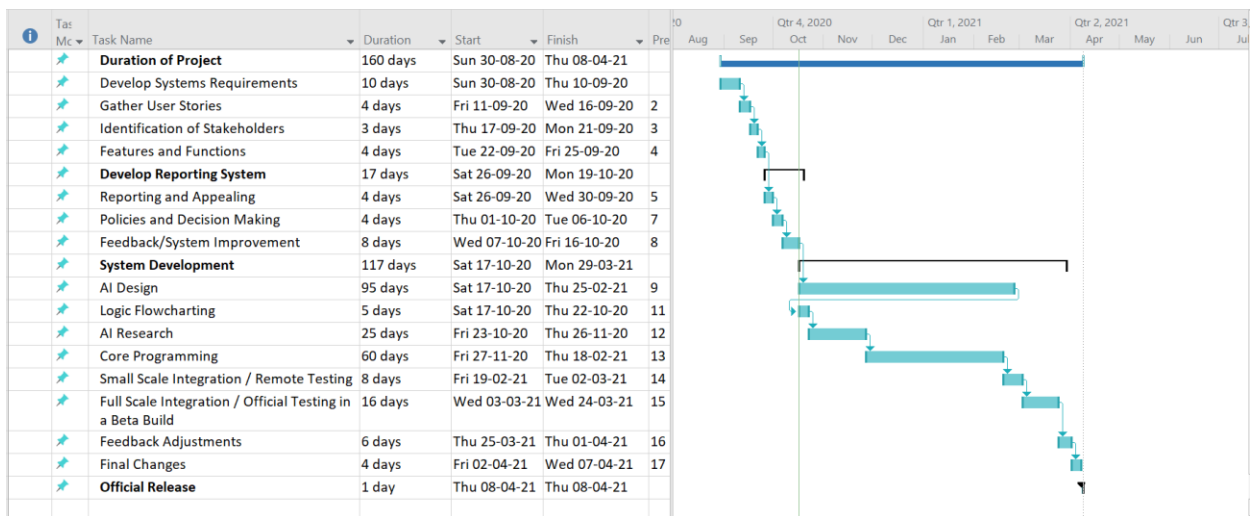 20 Qtr 4, 2020 Qtr 1, 2021 Qtr 2, 2021 Qtr 3
Tas
Mc Task Name Duration Start Finish Pre Aug Sep Oct Nov Dec Jan Feb Mar Apr May Jun Jul
Duration of Project 160 days Sun 30-08-20 Thu 08-04-21
Develop Systems Requirements 10 days Sun 30-08-20 Thu 10-09-20
Gather User Stories 4 days Fri 11-09-20 Wed 16-09-20 2
Identification of Stakeholders 3 days Thu 17-09-20 Mon 21-09-20 3
Features and Functions 4 days Tue 22-09-20 Fri 25-09-20 4
Develop Reporting System 17 days Sat 26-09-20 Mon 19-10-20
Reporting and Appealing 4 days Sat 26-09-20 Wed 30-09-20 5
Policies and Decision Making 4 days Thu 01-10-20 Tue 06-10-20 7
Feedback/System Improvement 8 days Wed 07-10-20 Fri 16-10-20 8
System Development 117 days Sat 17-10-20 Mon 29-03-21
AI Design 95 days Sat 17-10-20 Thu 25-02-21 9
Logic Flowcharting 5 days Sat 17-10-20 Thu 22-10-20 11
AI Research 25 days Fri 23-10-20 Thu 26-11-20 12
Core Programming 60 days Fri 27-11-20 Thu 18-02-21 13
Small Scale Integration / Remote Testing 8 days Fri 19-02-21 Tue 02-03-21 14
Full Scale Integration / Official Testing in 16 days Wed 03-03-21 Wed 24-03-21 15
a Beta Build
Feedback Adjustments 6 days Thu 25-03-21 Thu 01-04-21 16
Final Changes 4 days Fri 02-04-21 Wed 07-04-21 17
Official Release 1 day Thu 08-04-21 Thu 08-04-21